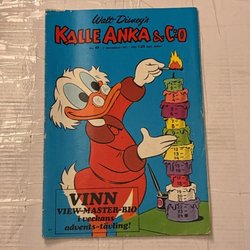 Walt Disney's
KALLE ANKA & C:O
VINN
VIEW-MASTER-BIO
i veckans
advents-tävling!